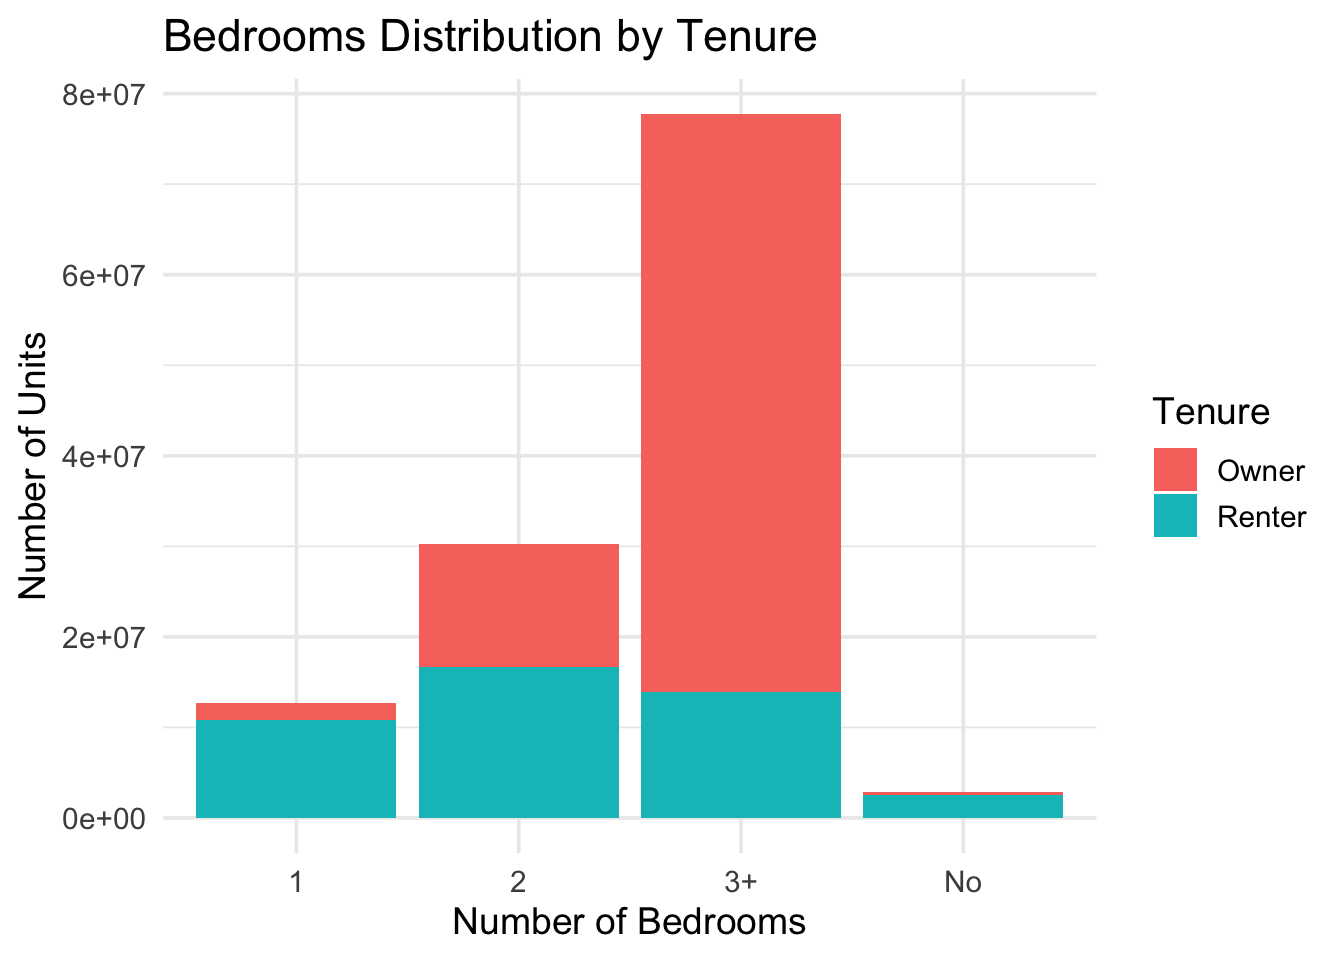 Bedrooms Distribution by Tenure
8e+07
6e+07
4e+07
2e+07
0e+00
Number of Units
1
2
3+
No
Number of Bedrooms
Tenure
Owner
Renter